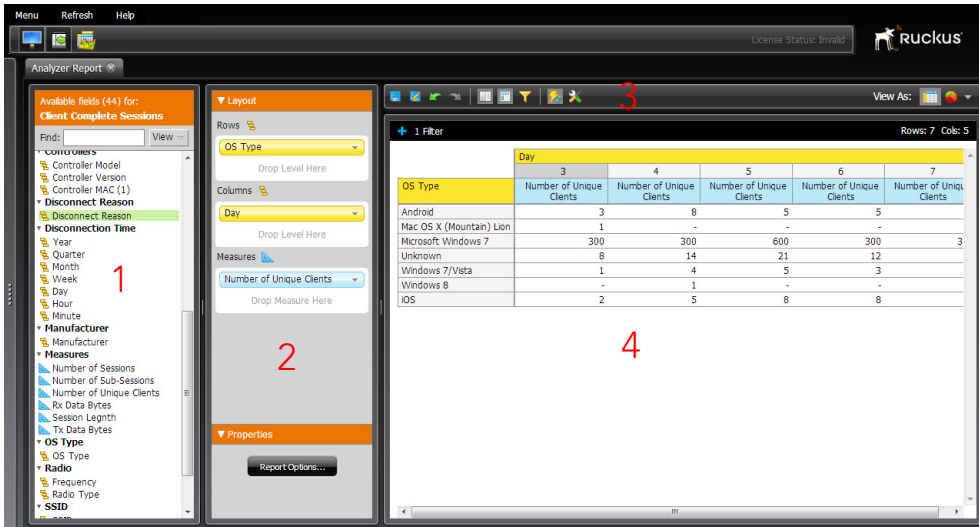 Menu Refresh Help
License Status: Invalid
RUCKUS
Analyzer Report
Available fields (44) for:
Client Complete Sessions
Find: View
Controllers
Controller Model
Controller Version
Controller MAC (1)
Disconnect Reason
Disconnect Reason
Disconnection Time
Year
Quarter
Month
Week
Day
Hour
Minute
Manufacturer
Manufacturer
Measures
Number of Sessions
Number of Sub-Sessions
Number of Unique Clients
Rx Data Bytes
Session Legnth
Tx Data Bytes
OS Type
OS Type
Radio
Frequency
Radio Type
SSID
SSID
1
Layout
Rows
OS Type
Drop Level Here
Columns
Day
Drop Level Here
Measures
Number of Unique Clients
Drop Measure Here
2
Properties
Report Options...
3
View As:
1 Filter Rows: 7 Cols: 5
Day
3 4 5 6 7
OS Type Number of Unique Clients Number of Unique Clients Number of Unique Clients Number of Unique Clients Number of Uniqu Clients
Android 3 8 5 5
Mac OS X (Mountain) Lion 1 - - -
Microsoft Windows 7 300 300 600 300 3
Unknown 8 14 21 12
Windows 7/Vista 1 4 5 3
Windows 8 - 1 - -
iOS 2 5 8 8
4